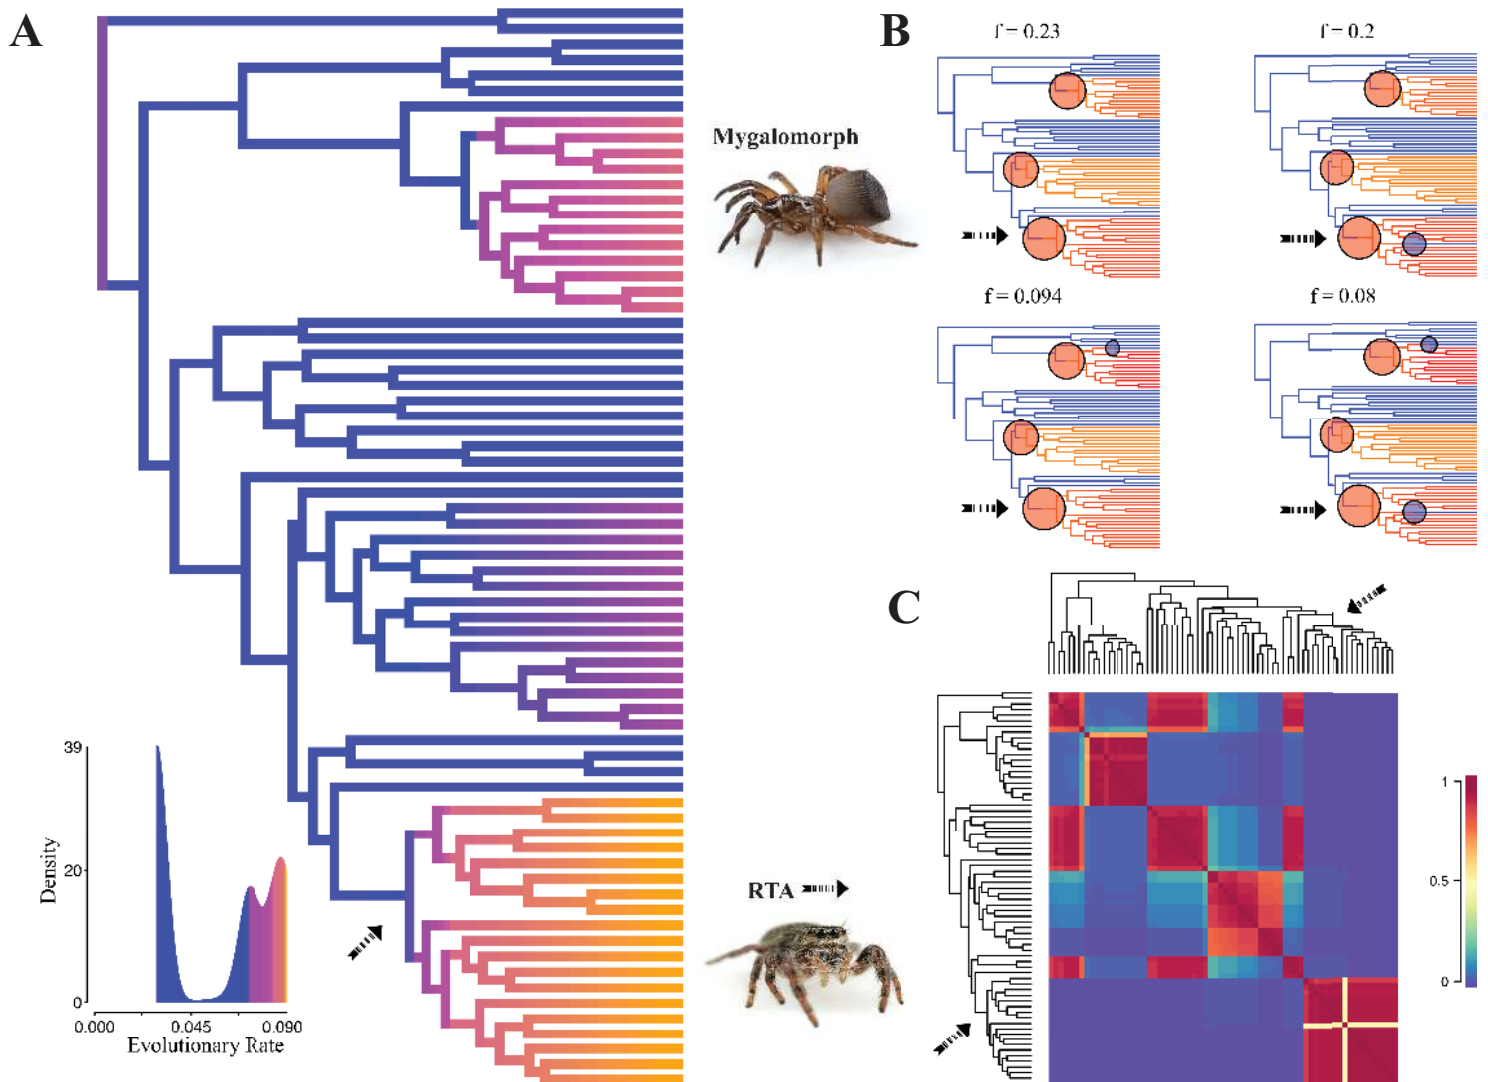 A
B
f = 0.23
f = 0.2
Mygalomorph
f = 0.094
f = 0.08
C
39
20
0
Density
0.000
0.045
0.090
Evolutionary Rate
RTA
1
0.5
0